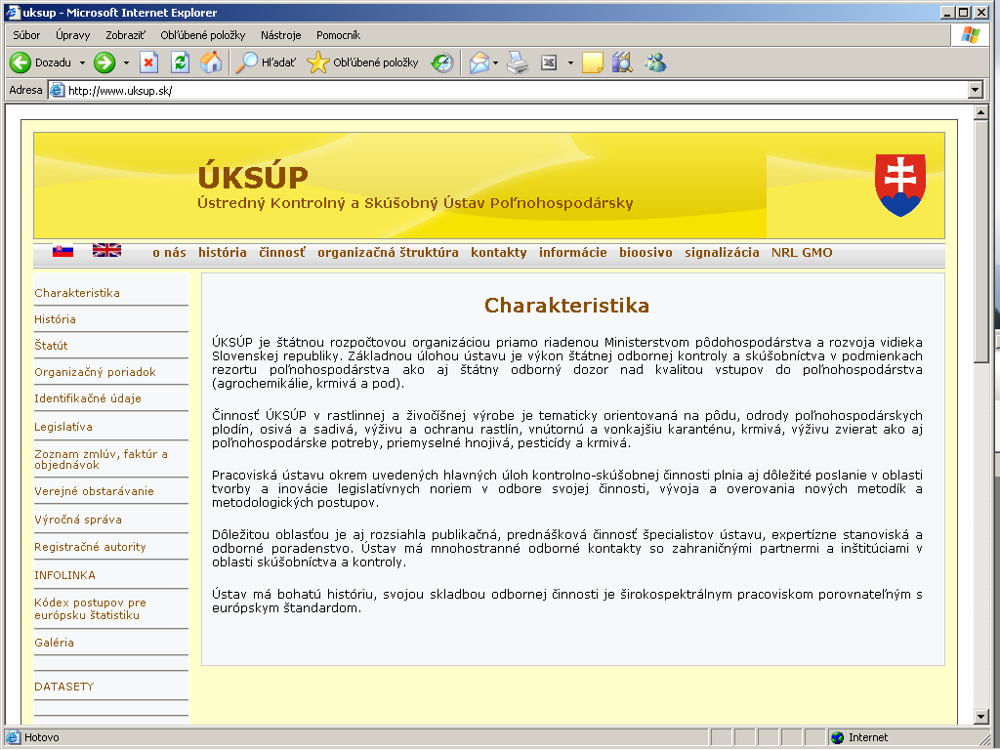 uksup - Microsoft Internet Explorer
Súbor Úpravy Zobraziť Obľúbené položky Nástroje Pomocník
Dozadu Hľadať Obľúbené položky
Adresa http://www.uksup.sk/
ÚKSÚP
Ústredný Kontrolný a Skúšobný Ústav Poľnohospodársky
o nás história činnosť organizačná štruktúra kontakty informácie bioosivo signalizácia NRL GMO
Charakteristika
História
Štatút
Organizačný poriadok
Identifikačné údaje
Legislatíva
Zoznam zmlúv, faktúr a
objednávok
Verejné obstarávanie
Výročná správa
Registračné autority
INFOLINKA
Kódex postupov pre
európsku štatistiku
Galéria
DATASETY
Charakteristika
ÚKSÚP je štátnou rozpočtovou organizáciou priamo riadenou Ministerstvom pôdohospodárstva a rozvoja vidieka
Slovenskej republiky. Základnou úlohou ústavu je výkon štátnej odbornej kontroly a skúšobníctva v podmienkach
rezortu poľnohospodárstva ako aj štátny odborný dozor nad kvalitou vstupov do poľnohospodárstva
(agrochemikálie, krmivá a pod).
Činnosť ÚKSÚP v rastlinnej a živočíšnej výrobe je tematicky orientovaná na pôdu, odrody poľnohospodárskych
plodín, osivá a sadivá, výživu a ochranu rastlín, vnútornú a vonkajšiu karanténu, krmivá, výživu zvierat ako aj
poľnohospodárske potreby, priemyselné hnojivá, pesticídy a krmivá.
Pracoviská ústavu okrem uvedených hlavných úloh kontrolno-skúšobnej činnosti plnia aj dôležité poslanie v oblasti
tvorby a inovácie legislatívnych noriem v odbore svojej činnosti, vývoja a overovania nových metodík a
metodologických postupov.
Dôležitou oblasťou je aj rozsiahla publikačná, prednášková činnosť špecialistov ústavu, expertízne stanoviská a
odborné poradenstvo. Ústav má mnohostranné odborné kontakty so zahraničnými partnermi a inštitúciami v
oblasti skúšobníctva a kontroly.
Ústav má bohatú históriu, svojou skladbou odbornej činnosti je širokospektrálnym pracoviskom porovnateľným s
európskym štandardom.
Hotovo Internet